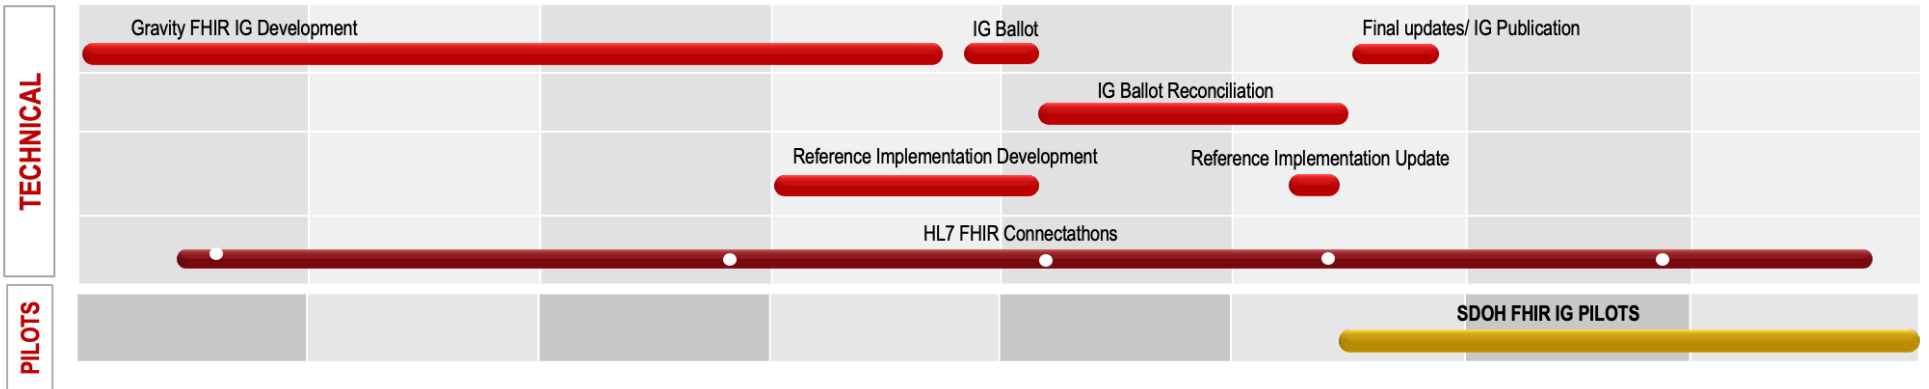 TECHNICAL
Gravity FHIR IG Development
IG Ballot
Final updates/ IG Publication
IG Ballot Reconciliation
Reference Implementation Development
Reference Implementation Update
HL7 FHIR Connectathons
PILOTS
SDOH FHIR IG PILOTS